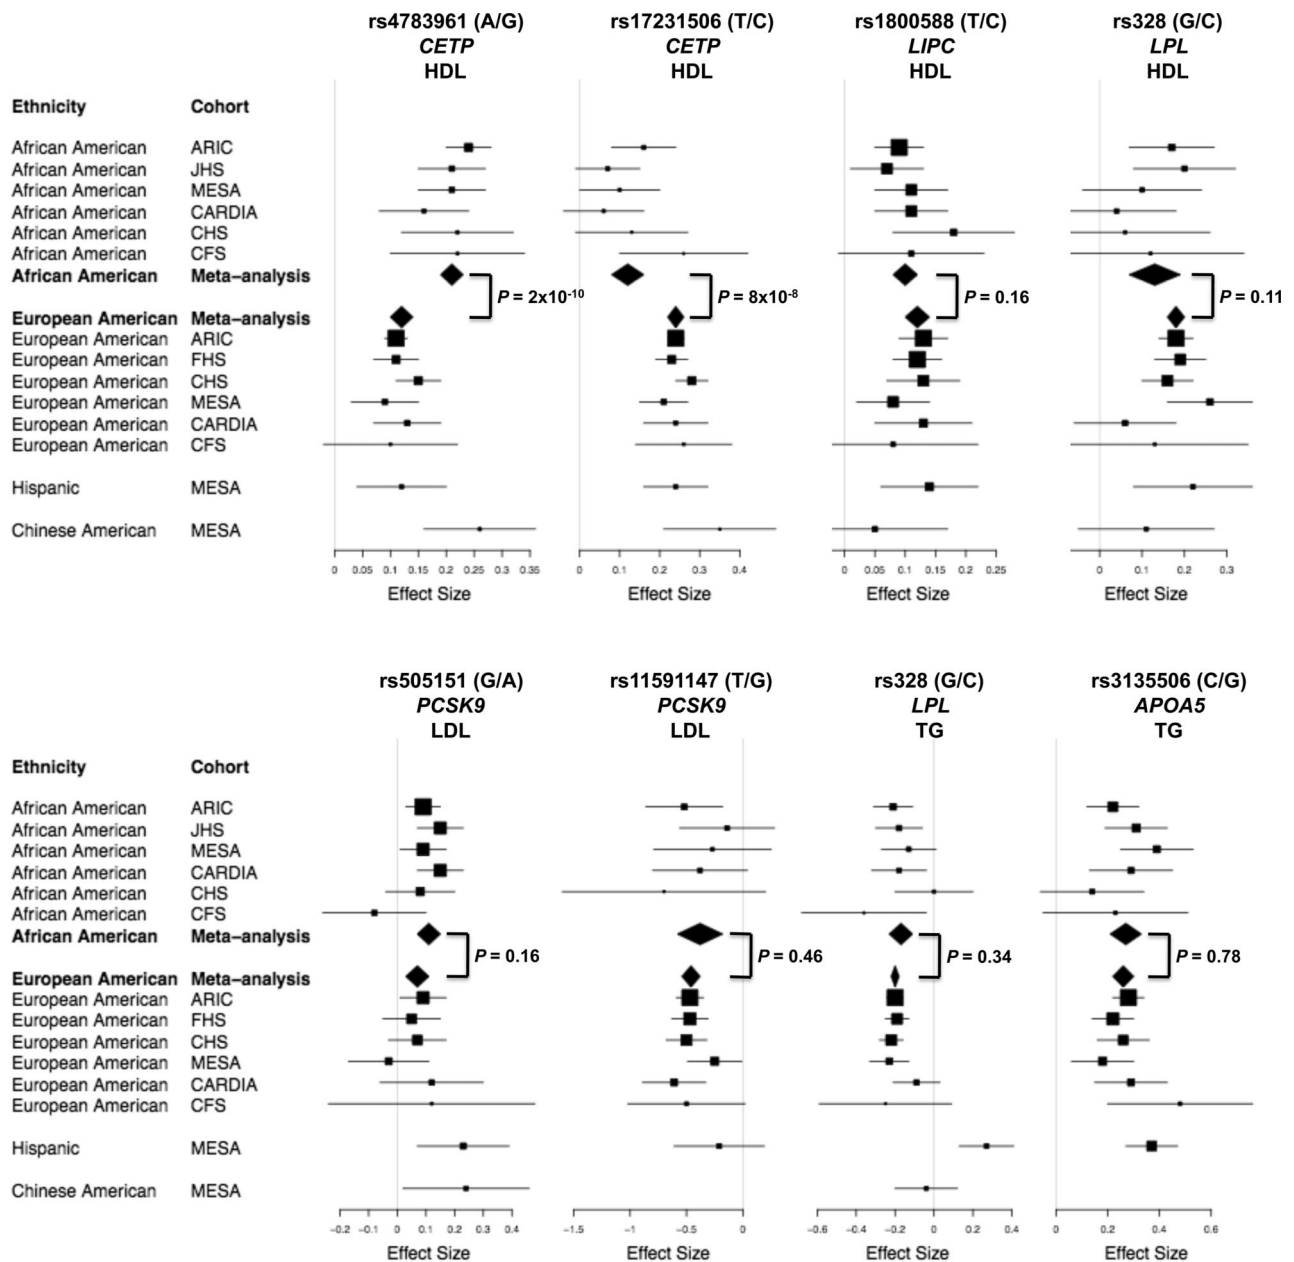 rs4783961 (A/G) rs17231506 (T/C) rs1800588 (T/C) rs328 (G/C)
CETP CETP LIPC LPL
HDL HDL HDL HDL
Ethnicity Cohort
African American ARIC
African American JHS
African American MESA
African American CARDIA
African American CHS
African American CFS
African American Meta−analysis
P = 2x10⁻¹⁰ P = 8x10⁻⁸ P = 0.16 P = 0.11
European American Meta−analysis
European American ARIC
European American FHS
European American CHS
European American MESA
European American CARDIA
European American CFS
Hispanic MESA
Chinese American MESA
0 0.05 0.1 0.15 0.2 0.25 0.3 0.35 0 0.1 0.2 0.3 0.4 0 0.05 0.1 0.15 0.2 0.25 0 0.1 0.2 0.3
Effect Size Effect Size Effect Size Effect Size
rs505151 (G/A) rs11591147 (T/G) rs328 (G/C) rs3135506 (C/G)
PCSK9 PCSK9 LPL APOA5
LDL LDL TG TG
Ethnicity Cohort
African American ARIC
African American JHS
African American MESA
African American CARDIA
African American CHS
African American CFS
African American Meta−analysis
P = 0.16 P = 0.46 P = 0.34 P = 0.78
European American Meta−analysis
European American ARIC
European American FHS
European American CHS
European American MESA
European American CARDIA
European American CFS
Hispanic MESA
Chinese American MESA
−0.2 −0.1 0 0.1 0.2 0.3 0.4 −1.5 −1 −0.5 0 −0.6 −0.4 −0.2 0 0.2 0.4 0 0.2 0.4 0.6
Effect Size Effect Size Effect Size Effect Size